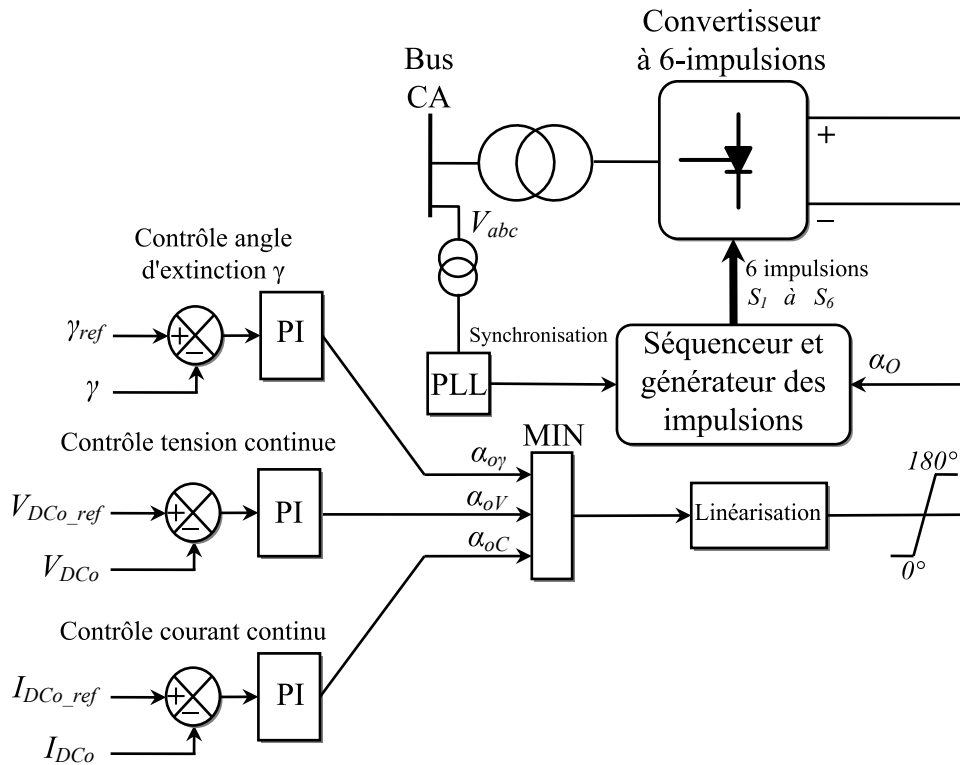 Convertisseur
à 6-impulsions
Bus
CA
+
−
V_abc
Contrôle angle
d'extinction γ
6 impulsions
S_1 à S_6
γ_ref
+
−
PI
γ
Synchronisation
PLL
Séquenceur et
générateur des
impulsions
α_O
Contrôle tension continue
MIN
α_oγ
180°
V_DCo_ref
+
−
PI
α_oV
Linéarisation
V_DCo
α_oC
0°
Contrôle courant continu
I_DCo_ref
+
−
PI
I_DCo